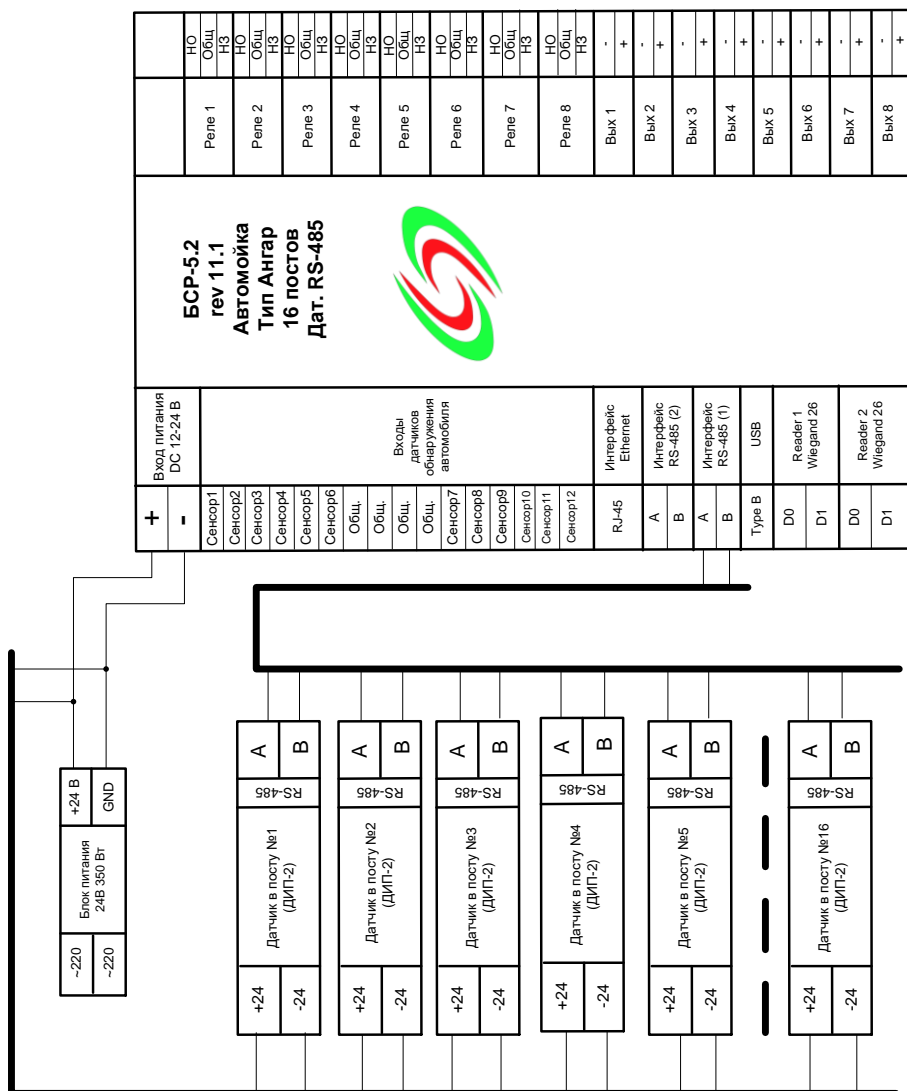 НО
Общ
НЗ
НО
Общ
НЗ
НО
Общ
НЗ
НО
Общ
НЗ
НО
Общ
НЗ
НО
Общ
НЗ
НО
Общ
НЗ
НО
Общ
НЗ
-
+
-
+
-
+
-
+
-
+
-
+
-
+
-
+
Реле 1
Реле 2
Реле 3
Реле 4
Реле 5
Реле 6
Реле 7
Реле 8
Вых 1
Вых 2
Вых 3
Вых 4
Вых 5
Вых 6
Вых 7
Вых 8
БСР-5.2
rev 11.1
Автомойка
Тип Ангар
16 постов
Дат. RS-485
Вход питания
DC 12-24 В
Входы
датчиков
обнаружения
автомобиля
Интерфейс
Ethernet
Интерфейс
RS-485 (2)
Интерфейс
RS-485 (1)
USB
Reader 1
Wiegand 26
Reader 2
Wiegand 26
+
-
Сенсор1
Сенсор2
Сенсор3
Сенсор4
Сенсор5
Сенсор6
Общ.
Общ.
Общ.
Общ.
Сенсор7
Сенсор8
Сенсор9
Сенсор10
Сенсор11
Сенсор12
RJ-45
A
B
A
B
Type B
D0
D1
D0
D1
+24 В
GND
Блок питания
24В 350 Вт
~220
~220
A
B
RS-485
Датчик в посту №1
(ДИП-2)
+24
-24
A
B
RS-485
Датчик в посту №2
(ДИП-2)
+24
-24
A
B
RS-485
Датчик в посту №3
(ДИП-2)
+24
-24
A
B
RS-485
Датчик в посту №4
(ДИП-2)
+24
-24
A
B
RS-485
Датчик в посту №5
(ДИП-2)
+24
-24
A
B
RS-485
Датчик в посту №16
(ДИП-2)
+24
-24